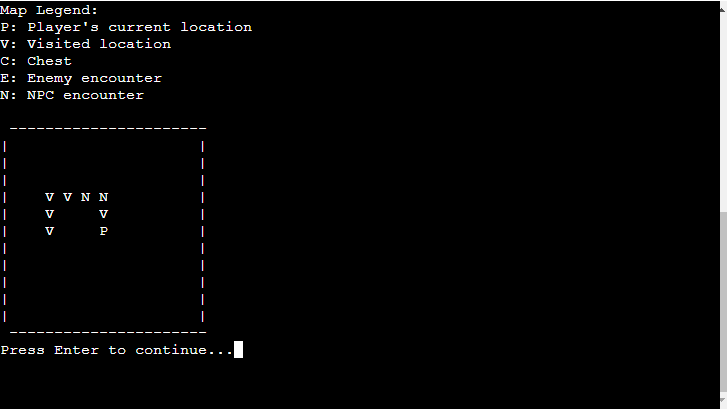 Map Legend:
P: Player's current location
V: Visited location
C: Chest
E: Enemy encounter
N: NPC encounter

 ----------------------
|                     |
|                     |
|                     |
|    V V N N          |
|    V     V          |
|    V     P          |
|                     |
|                     |
|                     |
|                     |
|                     |
 ----------------------
Press Enter to continue...